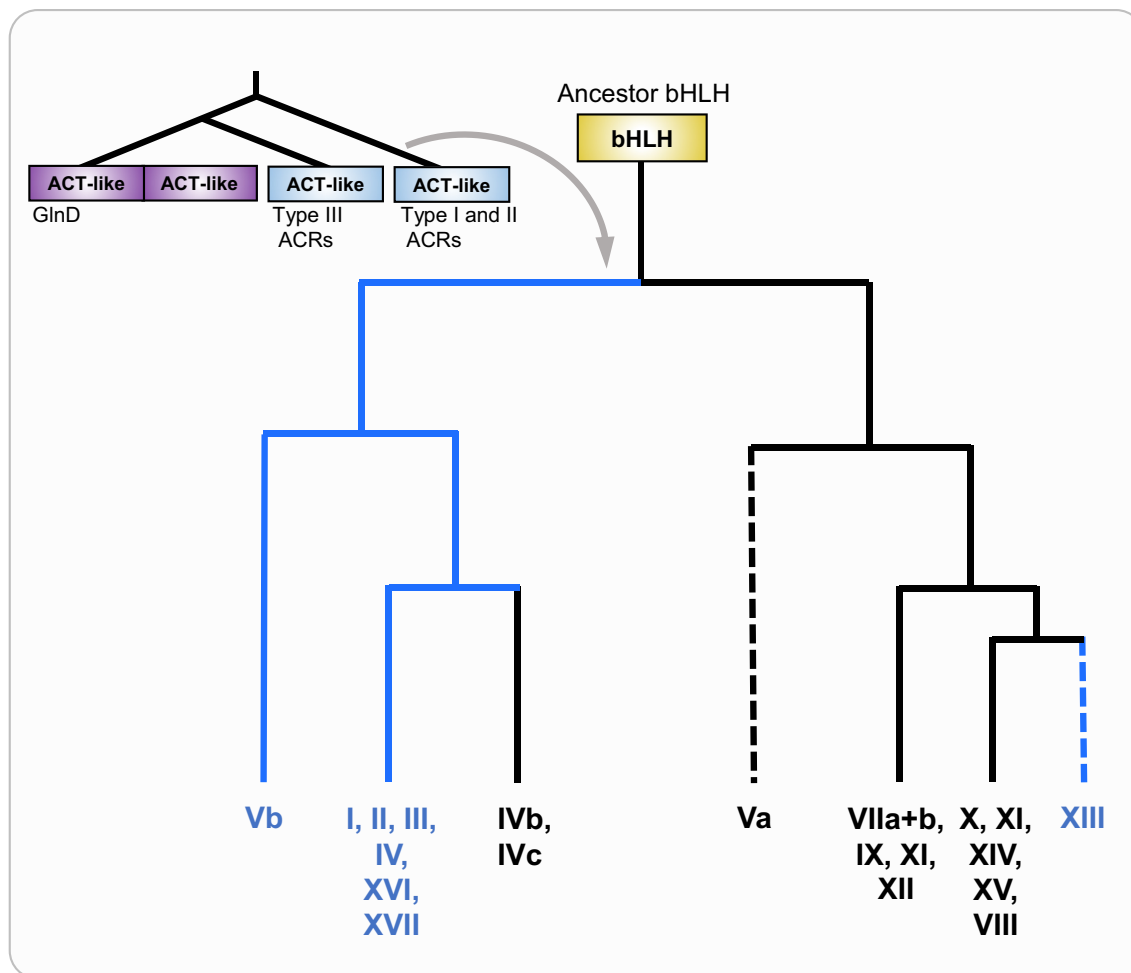 Ancestor bHLH
bHLH
ACT-like
ACT-like
ACT-like
ACT-like
GlnD
Type III
ACRs
Type I and II
ACRs
Vb
I, II, III,
IV,
XVI,
XVII
IVb,
IVc
Va
VIIa+b,
IX, XI,
XII
X, XI,
XIV,
XV,
VIII
XIII